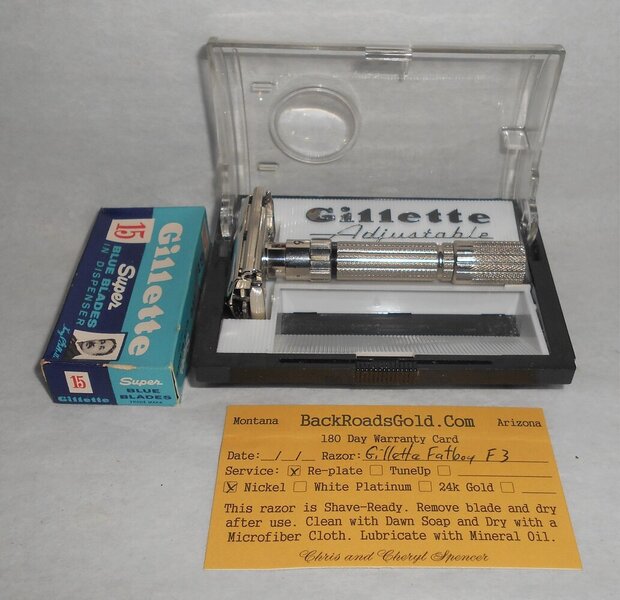 Gillette
Adjustable
15
Super
BLUE BLADES
IN DISPENSER
Gillette
15
Gillette
Super
BLUE
BLADES
TRADE MARK
Montana BackRoadsGold.Com Arizona
180 Day Warranty Card
Date: / / Razor: Gillette Fatboy F3
Service: ☒ Re-plate ☐ TuneUp ☐
☒ Nickel ☐ White Platinum ☐ 24k Gold ☐
This razor is Shave-Ready. Remove blade and dry
after use. Clean with Dawn Soap and Dry with a
Microfiber Cloth. Lubricate with Mineral Oil.
Chris and Cheryl Spencer